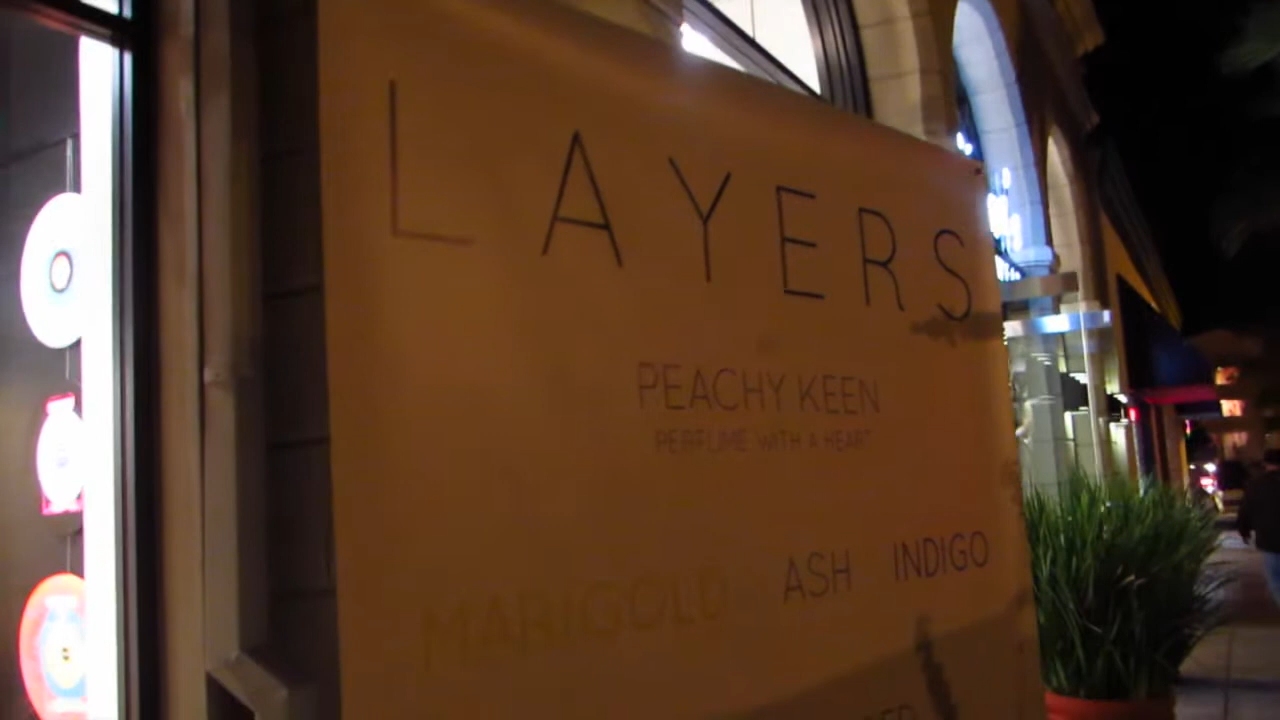 LAYERS
PEACHY KEEN
PERFUME WITH A HEART
MARIGOLD ASH INDIGO